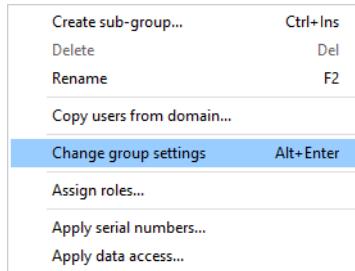 Create sub-group... Ctrl+Ins
Delete Del
Rename F2
Copy users from domain...
Change group settings Alt+Enter
Assign roles...
Apply serial numbers...
Apply data access...